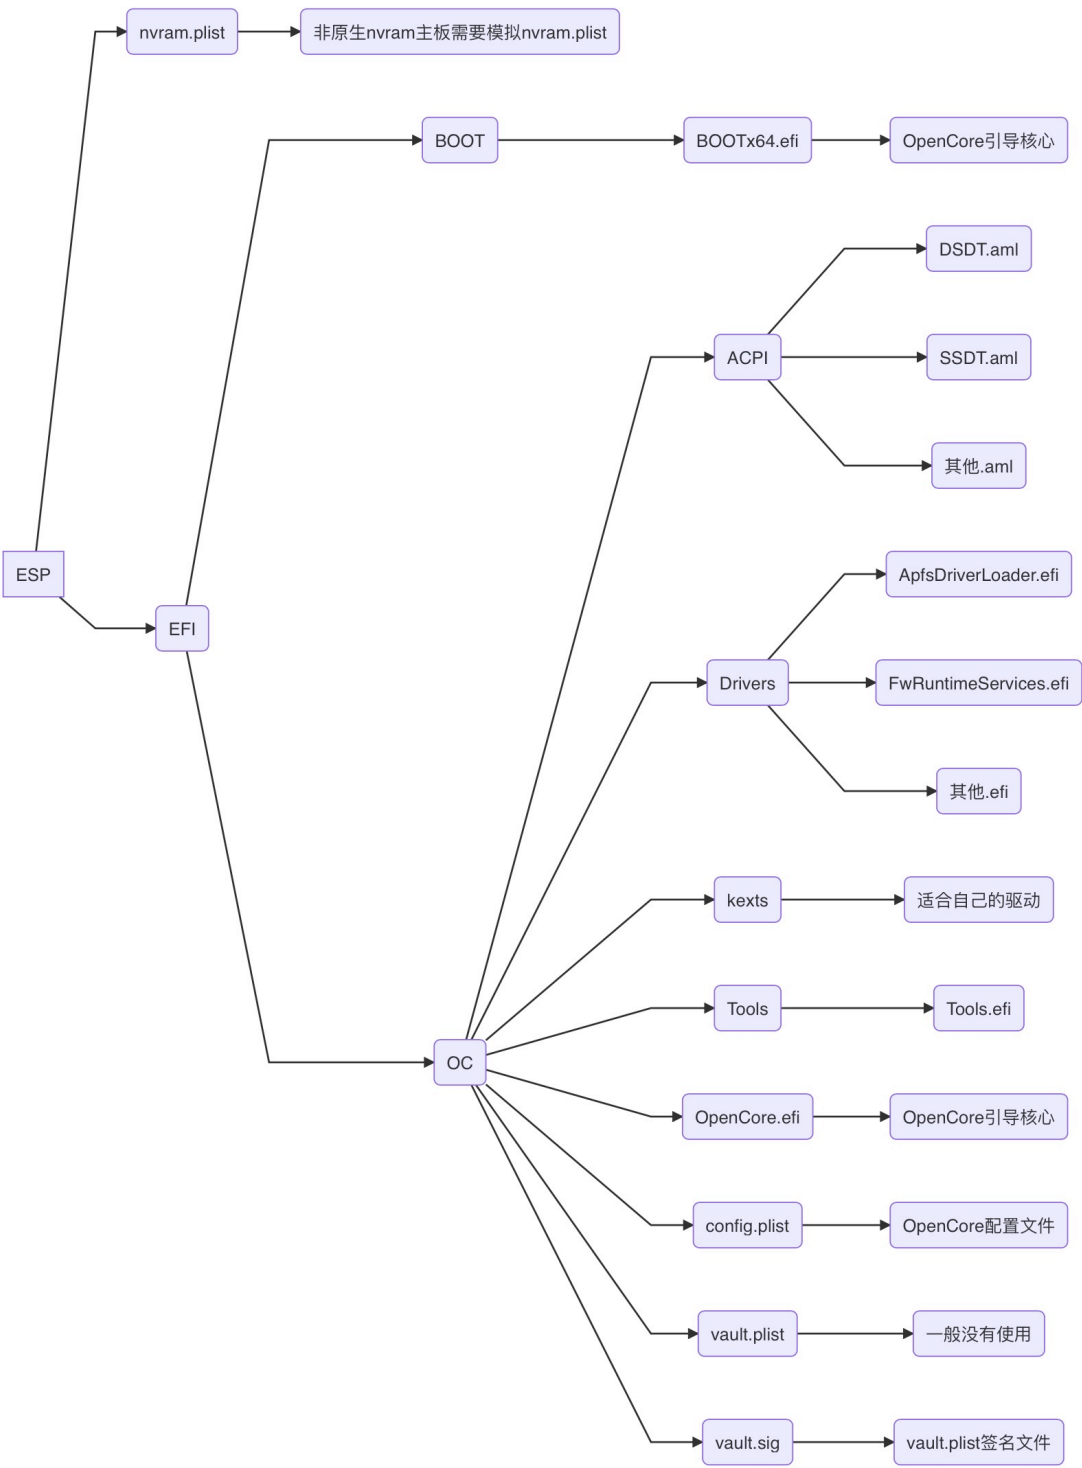 nvram.plist
非原生nvram主板需要模拟nvram.plist
BOOT
BOOTx64.efi
OpenCore引导核心
DSDT.aml
ACPI
SSDT.aml
其他.aml
ESP
ApfsDriverLoader.efi
EFI
Drivers
FwRuntimeServices.efi
其他.efi
kexts
适合自己的驱动
Tools
Tools.efi
OC
OpenCore.efi
OpenCore引导核心
config.plist
OpenCore配置文件
vault.plist
一般没有使用
vault.sig
vault.plist签名文件